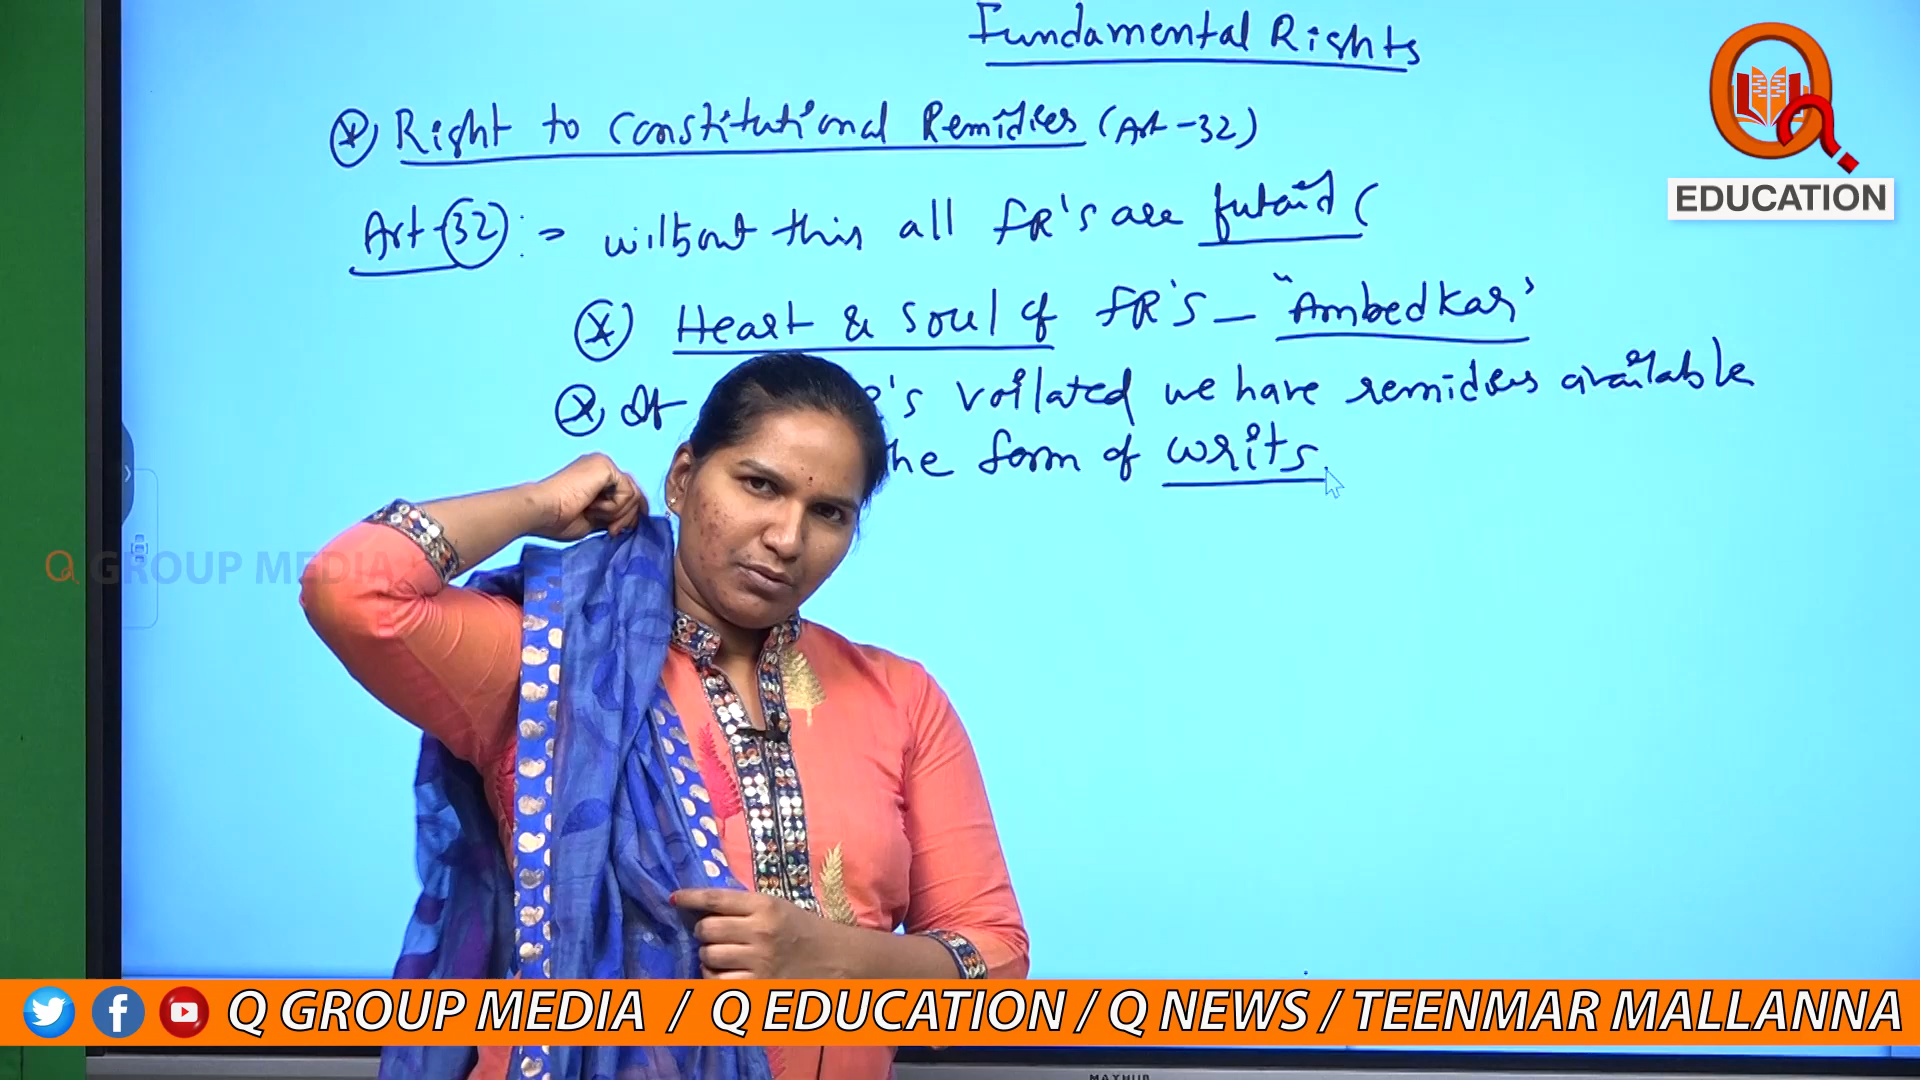 Fundamental Rights
Right to Constitutional Remidies (Art-32)
Art-32 := without this all FR's are (
Heart & Soul of FR'S - "Ambedkar"
If 's voilated we have remidies available
he form of writs
EDUCATION
Q GROUP MEDIA
Q GROUP MEDIA / Q EDUCATION / Q NEWS / TEENMAR MALLANNA
MAXHUB